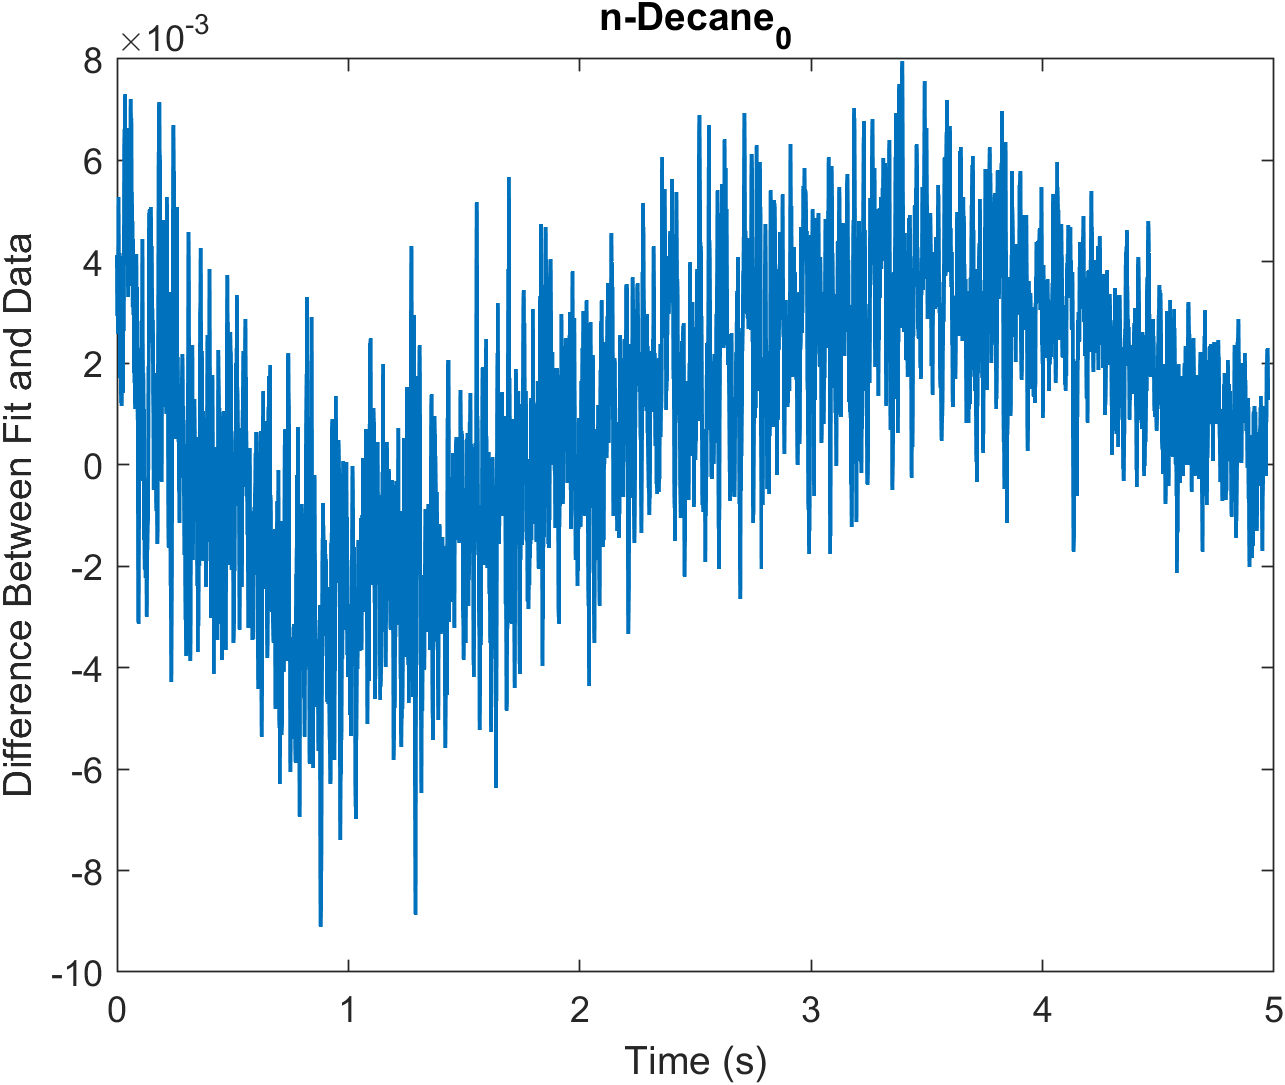 n-Decane₀
×10⁻³
8
6
4
2
0
-2
-4
-6
-8
-10
0 1 2 3 4 5
Time (s)
Difference Between Fit and Data